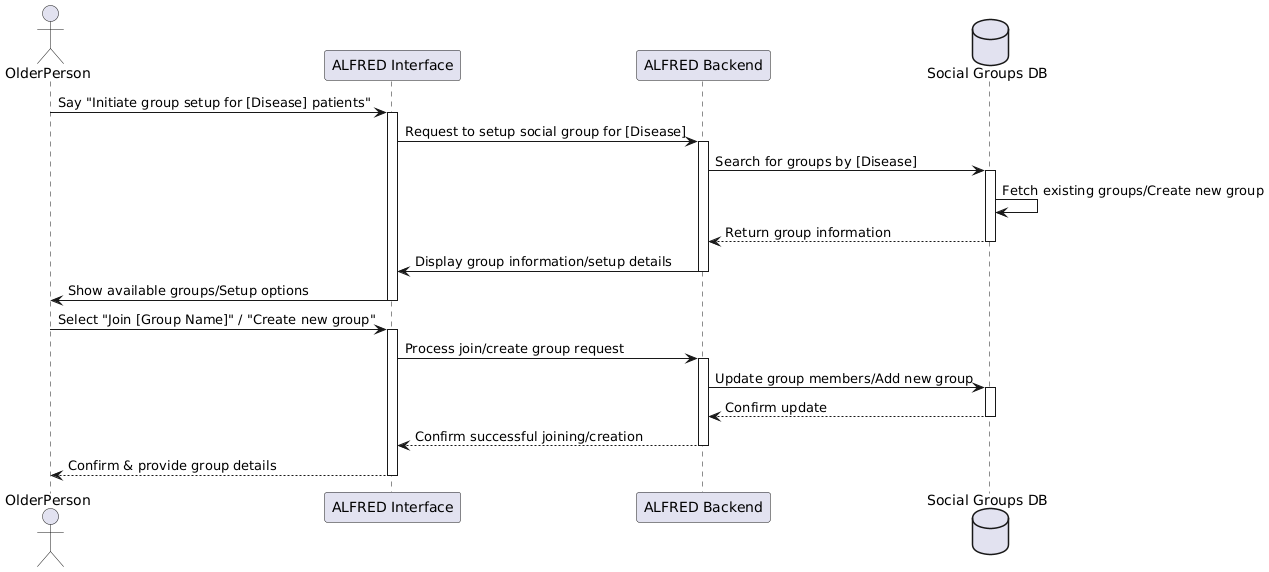 OlderPerson
ALFRED Interface
ALFRED Backend
Social Groups DB
Say "Initiate group setup for [Disease] patients"
Request to setup social group for [Disease]
Search for groups by [Disease]
Fetch existing groups/Create new group
Return group information
Display group information/setup details
Show available groups/Setup options
Select "Join [Group Name]" / "Create new group"
Process join/create group request
Update group members/Add new group
Confirm update
Confirm successful joining/creation
Confirm & provide group details
OlderPerson
ALFRED Interface
ALFRED Backend
Social Groups DB